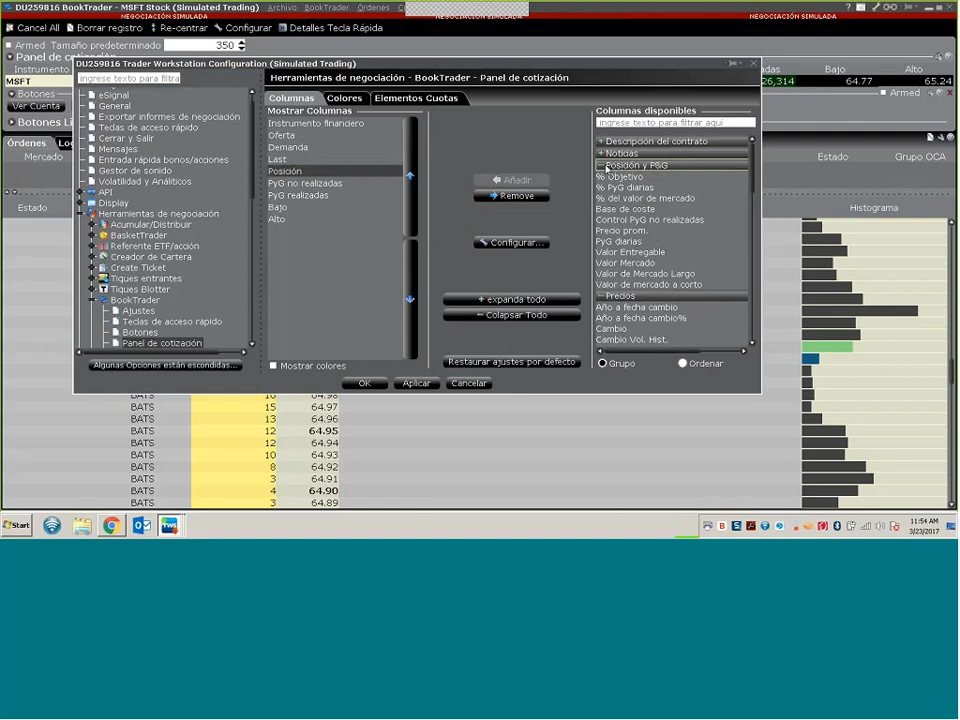 DU259816 BookTrader - MSFT Stock (Simulated Trading) Archivo BookTrader Órdenes
NEGOCIACIÓN SIMULADA NEGOCIACIÓN SIMULADA
Cancel All Borrar registro Re-centrar Configurar Detalles Tecla Rápida
Armed Tamaño predeterminado 350
Panel de
Instrumento Bajo Alto
MSFT 26,314 64.77 65.24
Botones Armed
Ver Cuenta
Botones Li
Órdenes Log
Mercado Estado Grupo OCA
Estado Histograma
DU259816 Trader Workstation Configuration (Simulated Trading)
ingrese texto para filtra
eSignal
General
Exportar informes de negociación
Teclas de acceso rápido
Cerrar y Salir
Mensajes
Entrada rápida bonos/acciones
Gestor de sonido
Volatilidad y Análiticos
API
Display
Herramientas de negociación
Acumular/Distribuir
BasketTrader
Referente ETF/acción
Creador de Cartera
Create Ticket
Tiques entrantes
Tiques Blotter
BookTrader
Ajustes
Teclas de acceso rápido
Botones
Panel de cotización
Algunas Opciones están escondidas...
Herramientas de negociación - BookTrader - Panel de cotización
Columnas Colores Elementos Cuotas
Mostrar Columnas
Instrumento financiero
Oferta
Demanda
Last
Posición
PyG no realizadas
PyG realizadas
Bajo
Alto
Mostrar colores
Añadir
Remove
Configurar...
+ expanda todo
− Colapsar Todo
Restaurar ajustes por defecto
Columnas disponibles
ingrese texto para filtrar aquí
+ Descripción del contrato
+ Noticias
− Posición y P&G
% Objetivo
% PyG diarias
% del valor de mercado
Base de coste
Control PyG no realizadas
Precio prom.
PyG diarias
Valor Entregable
Valor Mercado
Valor de Mercado Largo
Valor de mercado a corto
− Precios
Año a fecha cambio
Año a fecha cambio%
Cambio
Cambio Vol. Hist.
Grupo Ordenar
OK Aplicar Cancelar
BATS 16 64.98
BATS 15 64.97
BATS 13 64.96
BATS 12 64.95
BATS 12 64.94
BATS 10 64.93
BATS 8 64.92
BATS 3 64.91
BATS 4 64.90
BATS 3 64.89
Start TWS 11:54 AM
3/23/2017